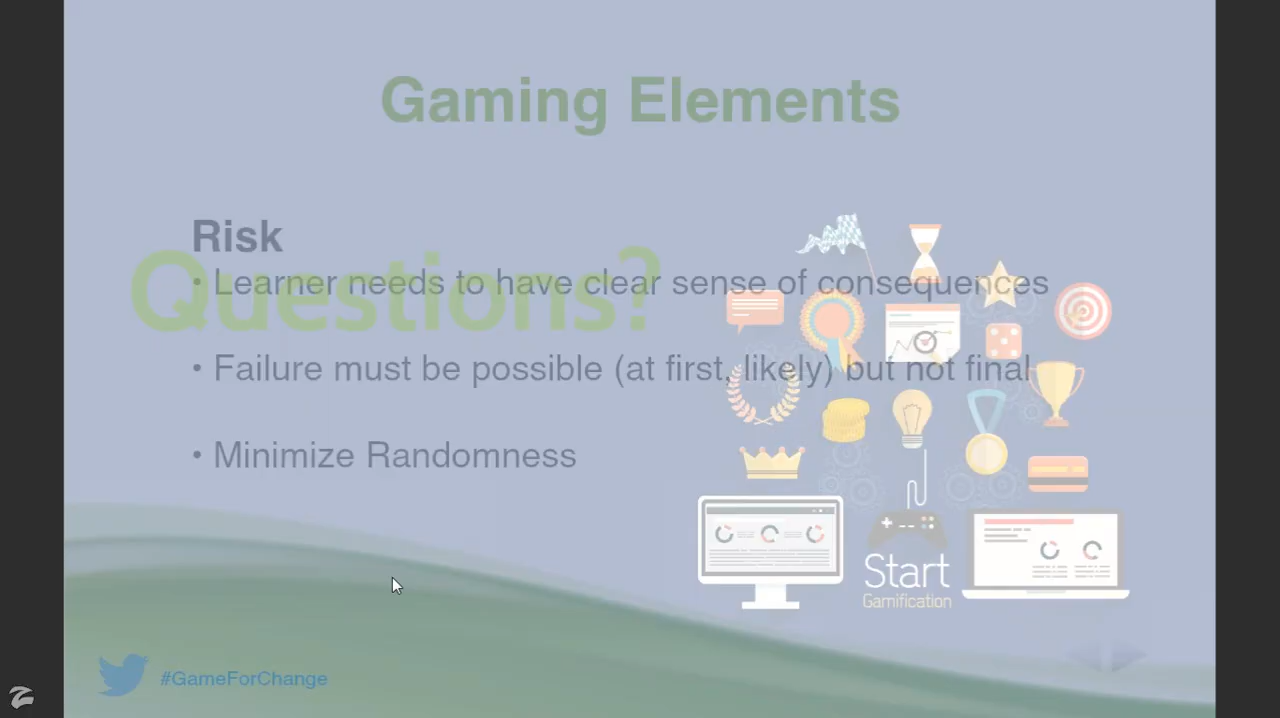 Gaming Elements
Risk
Questions?
• Learner needs to have clear sense of consequences
• Failure must be possible (at first, likely) but not final
• Minimize Randomness
Start
Gamification
#GameForChange